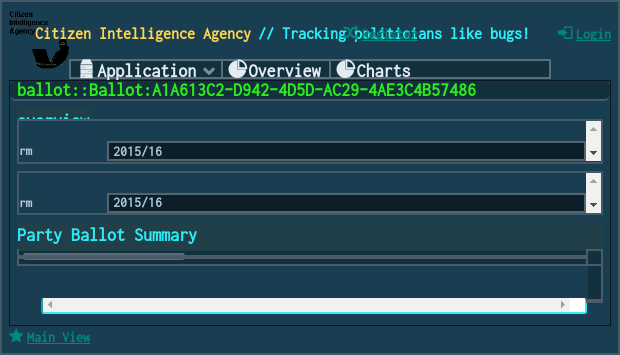 Citizen
Intelligence
Agency
Citizen Intelligence Agency // Tracking politicians like bugs!
Login
Application
Overview
Charts
ballot::Ballot:A1A613C2-D942-4D5D-AC29-4AE3C4B57486
overview
rm
2015/16
rm
2015/16
Party Ballot Summary
Main View